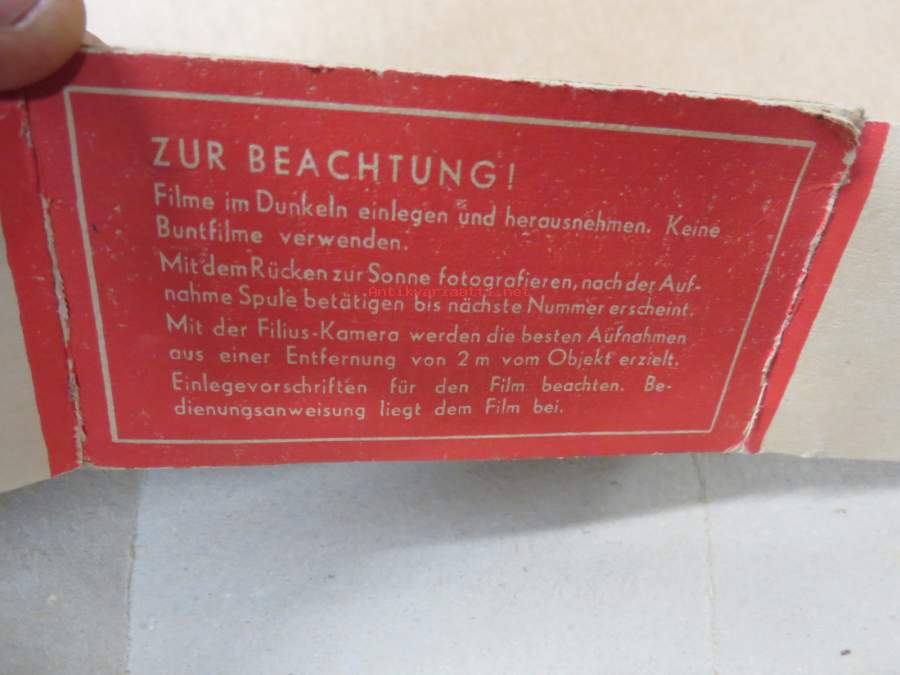 ZUR BEACHTUNG!
Filme im Dunkeln einlegen und herausnehmen. Keine
Buntfilme verwenden.
Mit dem Rücken zur Sonne fotografieren, nach der Auf-
nahme Spule betätigen bis nächste Nummer erscheint.
Mit der Filius-Kamera werden die besten Aufnahmen
aus einer Entfernung von 2 m vom Objekt erzielt.
Einlegevorschriften für den Film beachten. Be-
dienungsanweisung liegt dem Film bei.